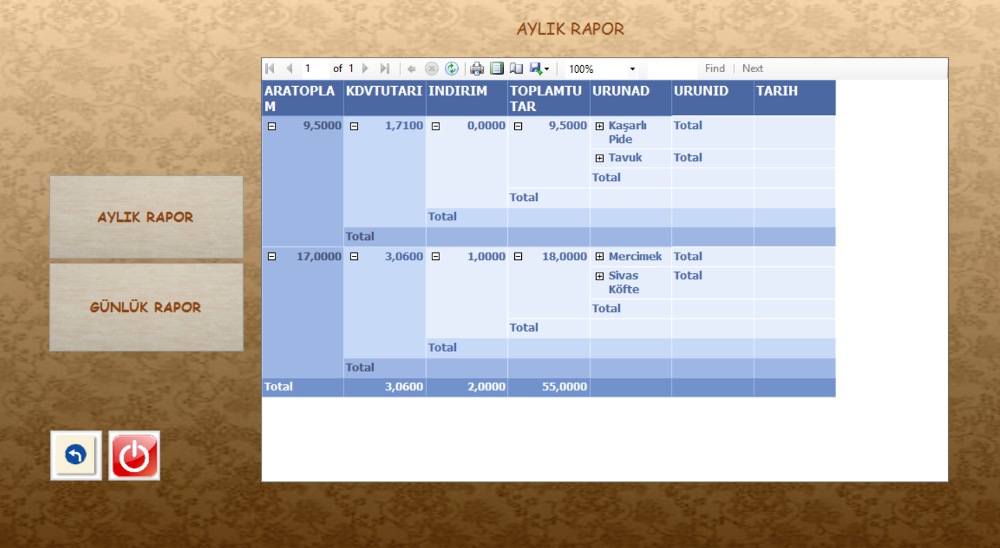 AYLIK RAPOR
1 of 1 100% Find | Next
ARATOPLA KDVTUTARI INDIRIM TOPLAMTU URUNAD URUNID TARIH
M TAR
9,5000 1,7100 0,0000 9,5000 Kaşarlı Total
Pide
Tavuk Total
Total
Total
AYLIK RAPOR
Total
Total
17,0000 3,0600 1,0000 18,0000 Mercimek Total
Sivas Total
Köfte
GÜNLÜK RAPOR
Total
Total
Total
Total
Total 3,0600 2,0000 55,0000